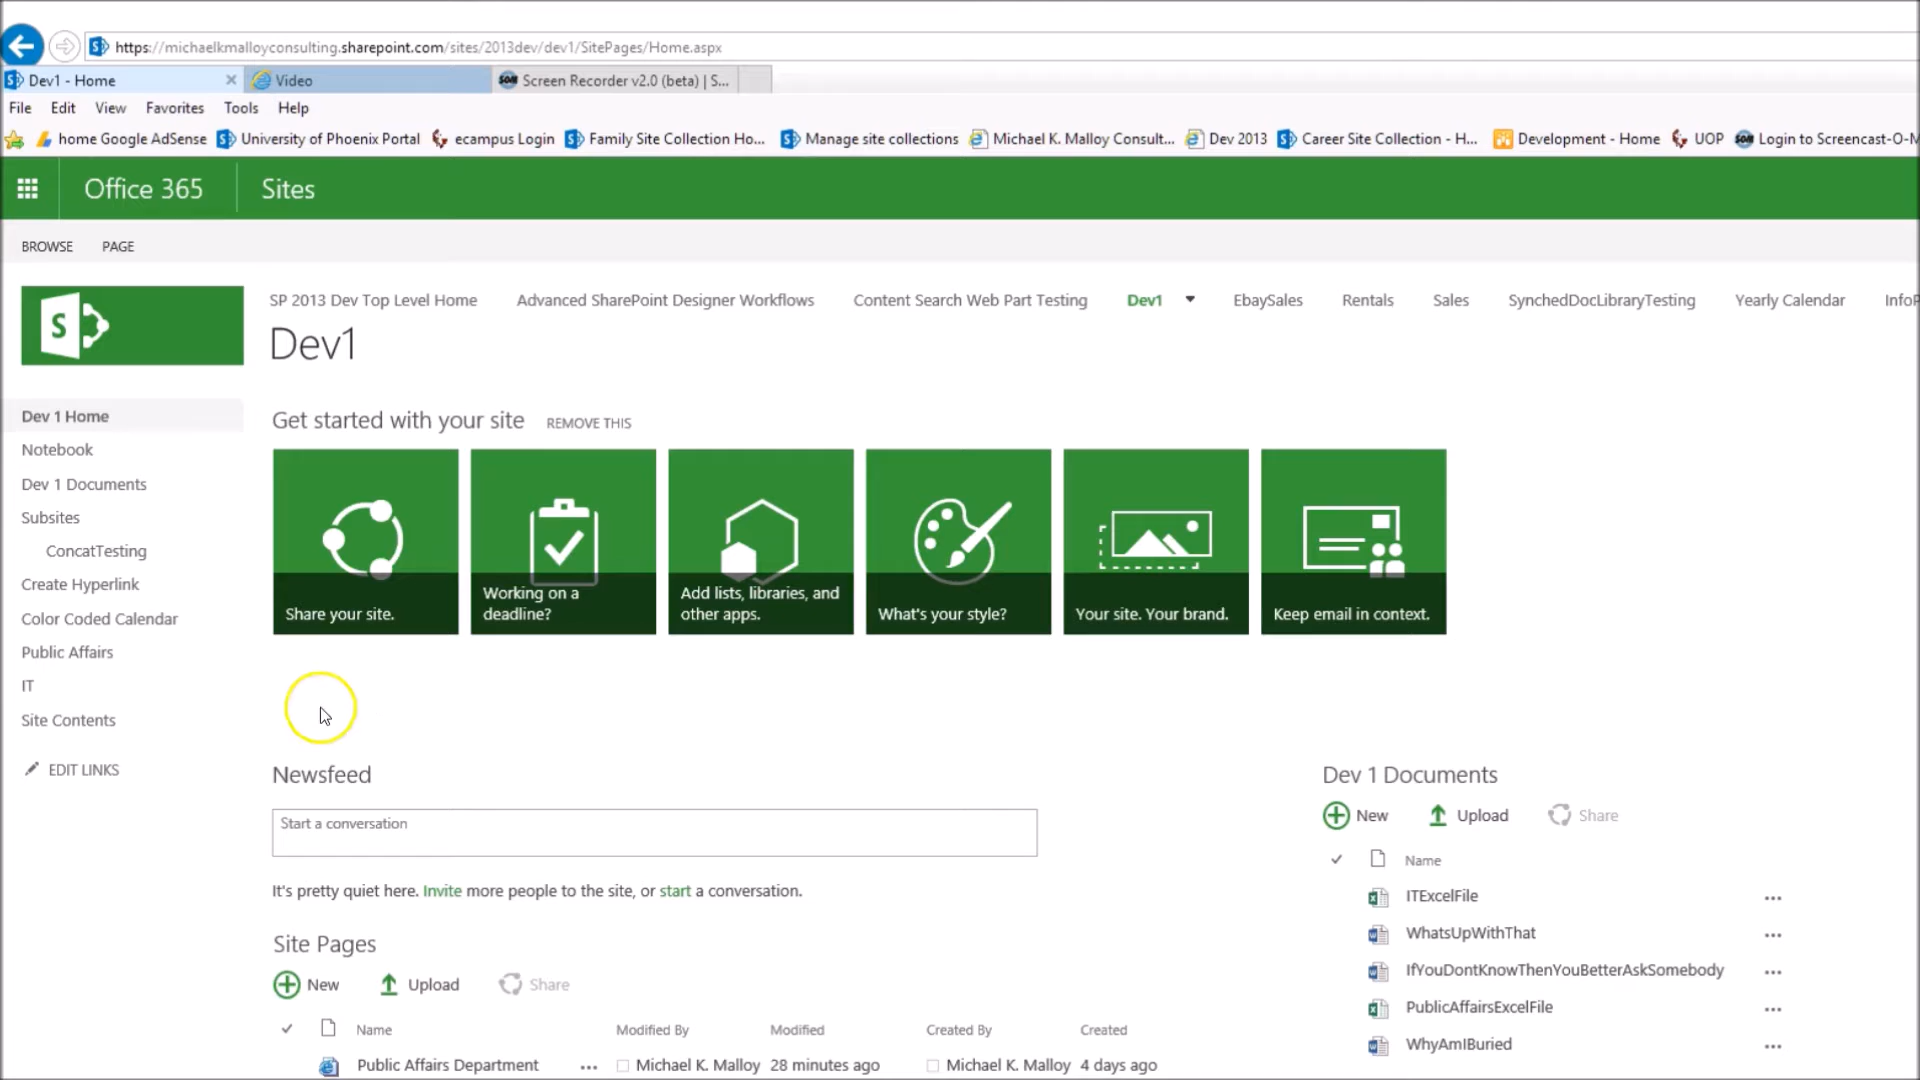 https://michaelkmalloyconsulting.sharepoint.com/sites/2013dev/dev1/SitePages/Home.aspx
Dev1 - Home
Video
Screen Recorder v2.0 (beta) | S...
File Edit View Favorites Tools Help
home Google AdSense University of Phoenix Portal ecampus Login Family Site Collection Ho... Manage site collections Michael K. Malloy Consult... Dev 2013 Career Site Collection - H... Development - Home UOP Login to Screencast-O-M
Office 365 Sites
BROWSE PAGE
S
SP 2013 Dev Top Level Home Advanced SharePoint Designer Workflows Content Search Web Part Testing Dev1 EbaySales Rentals Sales SynchedDocLibraryTesting Yearly Calendar InfoP
Dev1
Dev 1 Home
Notebook
Dev 1 Documents
Subsites
ConcatTesting
Create Hyperlink
Color Coded Calendar
Public Affairs
IT
Site Contents
EDIT LINKS
Get started with your site REMOVE THIS
Share your site.
Working on a
deadline?
Add lists, libraries, and
other apps.
What's your style?
Your site. Your brand.
Keep email in context.
Newsfeed
Start a conversation
It's pretty quiet here. Invite more people to the site, or start a conversation.
Site Pages
New Upload Share
Name Modified By Modified Created By Created
Public Affairs Department ... Michael K. Malloy 28 minutes ago Michael K. Malloy 4 days ago
Dev 1 Documents
New Upload Share
Name
ITExcelFile ...
WhatsUpWithThat ...
IfYouDontKnowThenYouBetterAskSomebody ...
PublicAffairsExcelFile ...
WhyAmIBuried ...